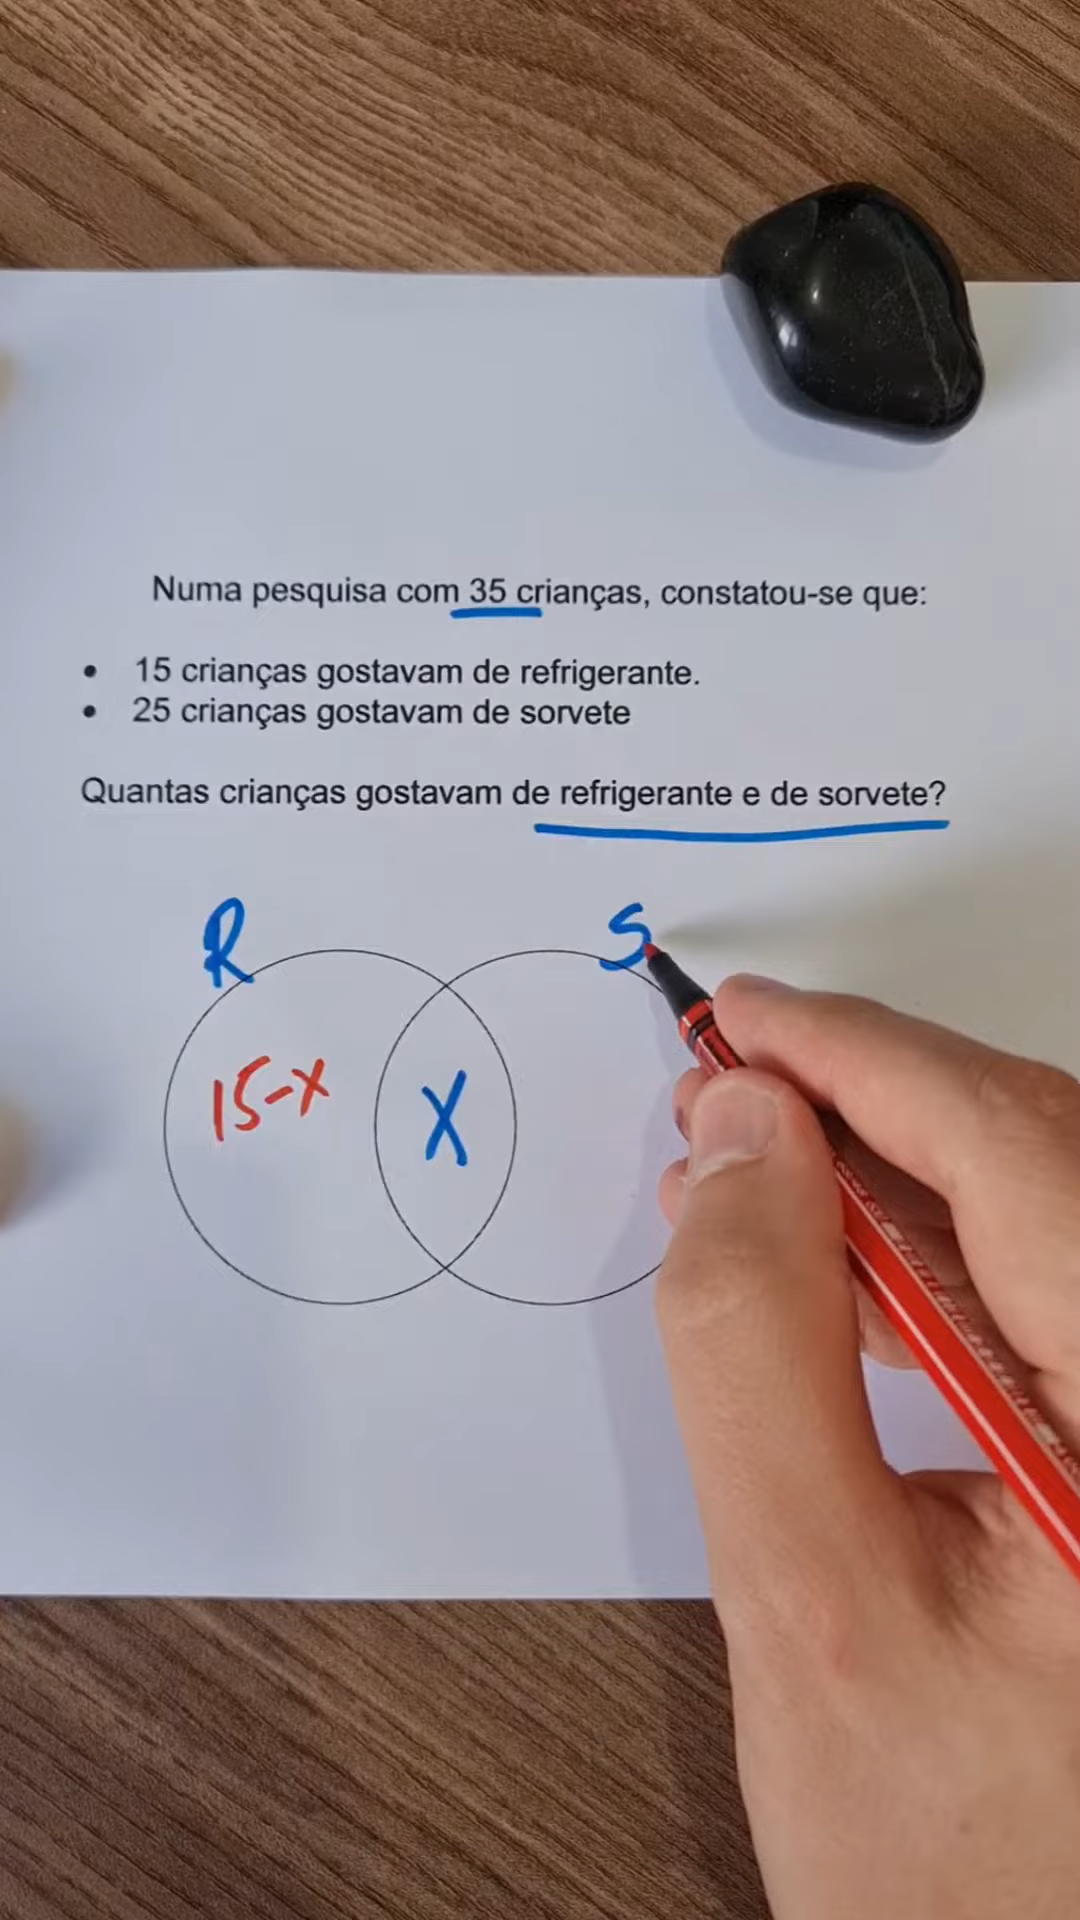 Numa pesquisa com 35 crianças, constatou-se que:
• 15 crianças gostavam de refrigerante.
• 25 crianças gostavam de sorvete
Quantas crianças gostavam de refrigerante e de sorvete?
R S
15-x X